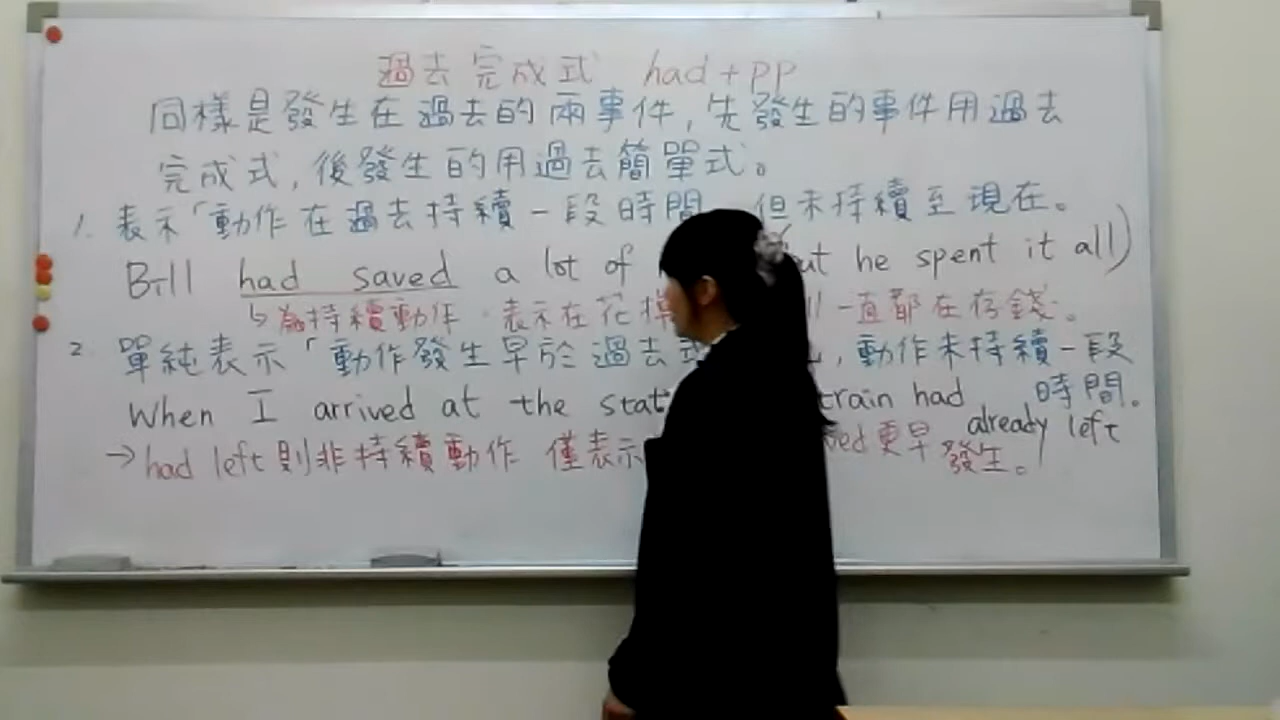 過去完成式 had + pp
同樣是發生在過去的兩事件,先發生的事件用過去
完成式,後發生的用過去簡單式。
1. 表示「動作在過去持續一段時間 但未持續至現在。
Bill had saved a lot of ut he spent it all)
↳為持續動作 表示在花掉 ll 一直都在存錢。
2. 單純表示「動作發生早於過去 ,動作未持續一段
時間。
When I arrived at the stat train had
already left
→had left則非持續動作 僅表示 ved更早
發生。